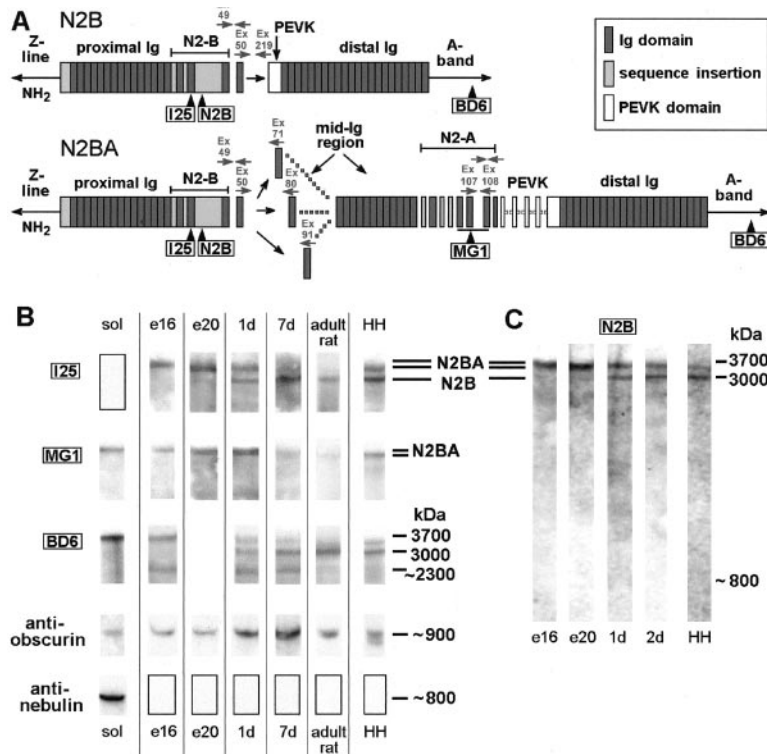 A
N2B
49
Ex
50
Ex
219
PEVK
Z-line
proximal Ig
N2-B
distal Ig
A-band
NH2
I25
N2B
BD6
Ig domain
sequence insertion
PEVK domain
N2BA
Ex
49
Ex
50
Ex
71
Ex
80
Ex
91
mid-Ig
region
N2-A
Ex
107
Ex
108
PEVK
Z-line
proximal Ig
N2-B
distal Ig
A-band
NH2
I25
N2B
MG1
BD6
B
sol
e16
e20
1d
7d
adult
rat
HH
I25
N2BA
N2B
MG1
N2BA
BD6
kDa
3700
3000
~2300
anti-
obscurin
~900
anti-
nebulin
~800
sol
e16
e20
1d
7d
adult
rat
HH
C
N2B
kDa
3700
3000
~800
e16
e20
1d
2d
HH